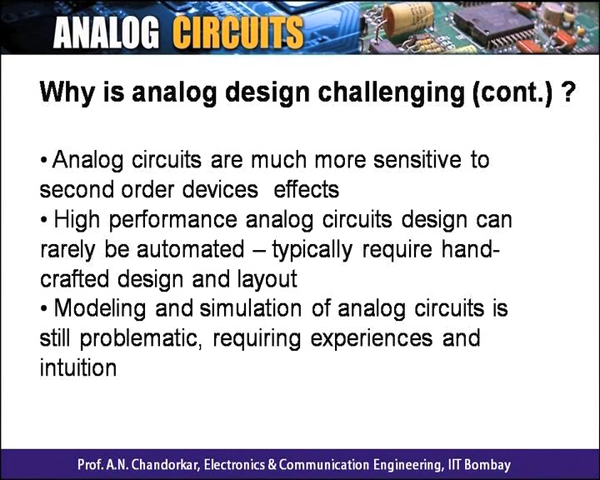 ANALOG CIRCUITS
Why is analog design challenging (cont.) ?
• Analog circuits are much more sensitive to
second order devices effects
• High performance analog circuits design can
rarely be automated – typically require hand-
crafted design and layout
• Modeling and simulation of analog circuits is
still problematic, requiring experiences and
intuition
Prof. A.N. Chandorkar, Electronics & Communication Engineering, IIT Bombay